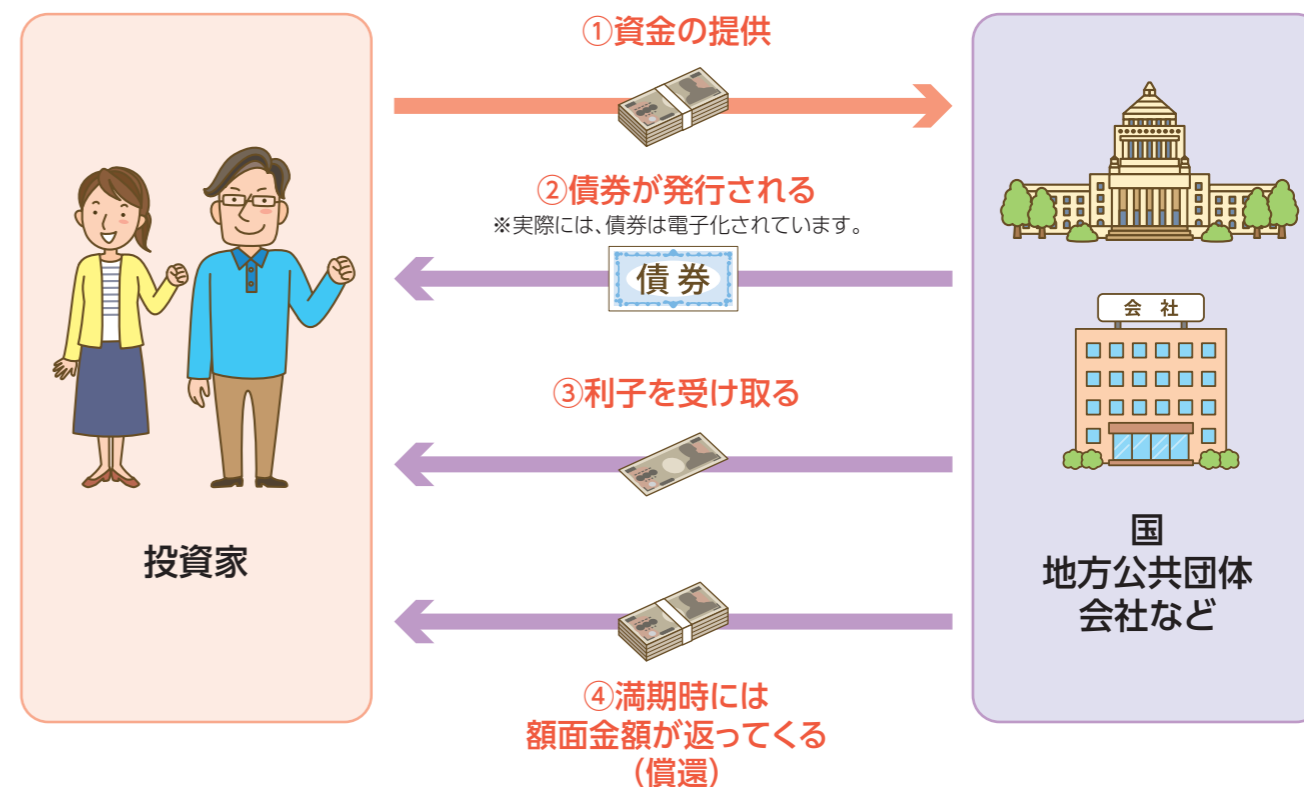 ①資金の提供
②債券が発行される
※実際には、債券は電子化されています。
債券
会社
③利子を受け取る
投資家
国
地方公共団体
会社など
④満期時には
額面金額が返ってくる
(償還)